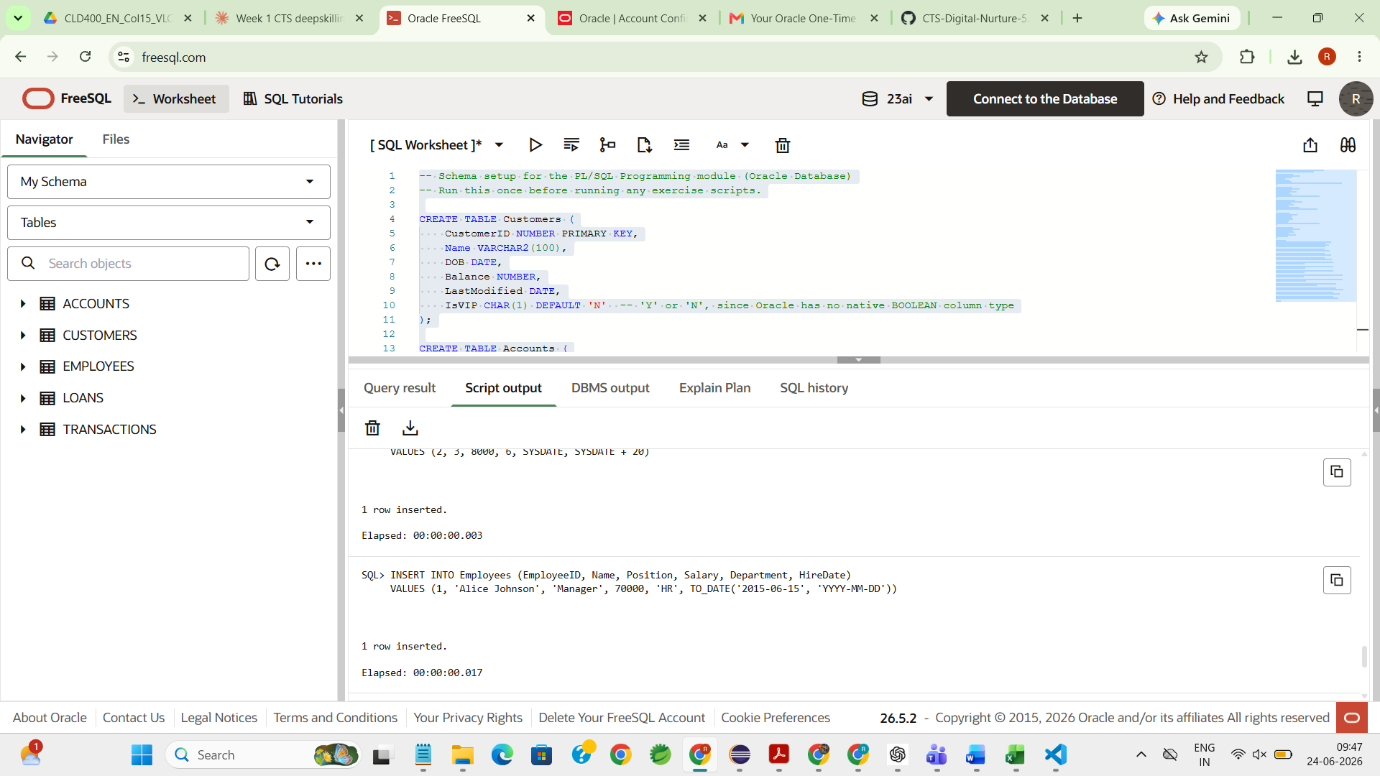 CLD400_EN_Col15_VLC
Week 1 CTS deepskillin
Oracle FreeSQL
Oracle | Account Confi
Your Oracle One-Time
CTS-Digital-Nurture-5.
Ask Gemini
freesql.com
R
FreeSQL
>_ Worksheet
SQL Tutorials
23ai
Connect to the Database
Help and Feedback
R
Navigator
Files
My Schema
Tables
Search objects
ACCOUNTS
CUSTOMERS
EMPLOYEES
LOANS
TRANSACTIONS
[ SQL Worksheet ]*
Aa
1 -- Schema setup for the PL/SQL Programming module (Oracle Database)
2 -- Run this once before running any exercise scripts.
3
4 CREATE TABLE Customers (
5 CustomerID NUMBER PRIMARY KEY,
6 Name VARCHAR2(100),
7 DOB DATE,
8 Balance NUMBER,
9 LastModified DATE,
10 IsVIP CHAR(1) DEFAULT 'N' -- 'Y' or 'N', since Oracle has no native BOOLEAN column type
11 );
12
13 CREATE TABLE Accounts (
Query result
Script output
DBMS output
Explain Plan
SQL history
VALUES (2, 3, 8000, 6, SYSDATE, SYSDATE + 20)
1 row inserted.
Elapsed: 00:00:00.003
SQL> INSERT INTO Employees (EmployeeID, Name, Position, Salary, Department, HireDate)
VALUES (1, 'Alice Johnson', 'Manager', 70000, 'HR', TO_DATE('2015-06-15', 'YYYY-MM-DD'))
1 row inserted.
Elapsed: 00:00:00.017
About Oracle
Contact Us
Legal Notices
Terms and Conditions
Your Privacy Rights
Delete Your FreeSQL Account
Cookie Preferences
26.5.2 - Copyright © 2015, 2026 Oracle and/or its affiliates All rights reserved
1
Search
ENG
IN
09:47
24-06-2026